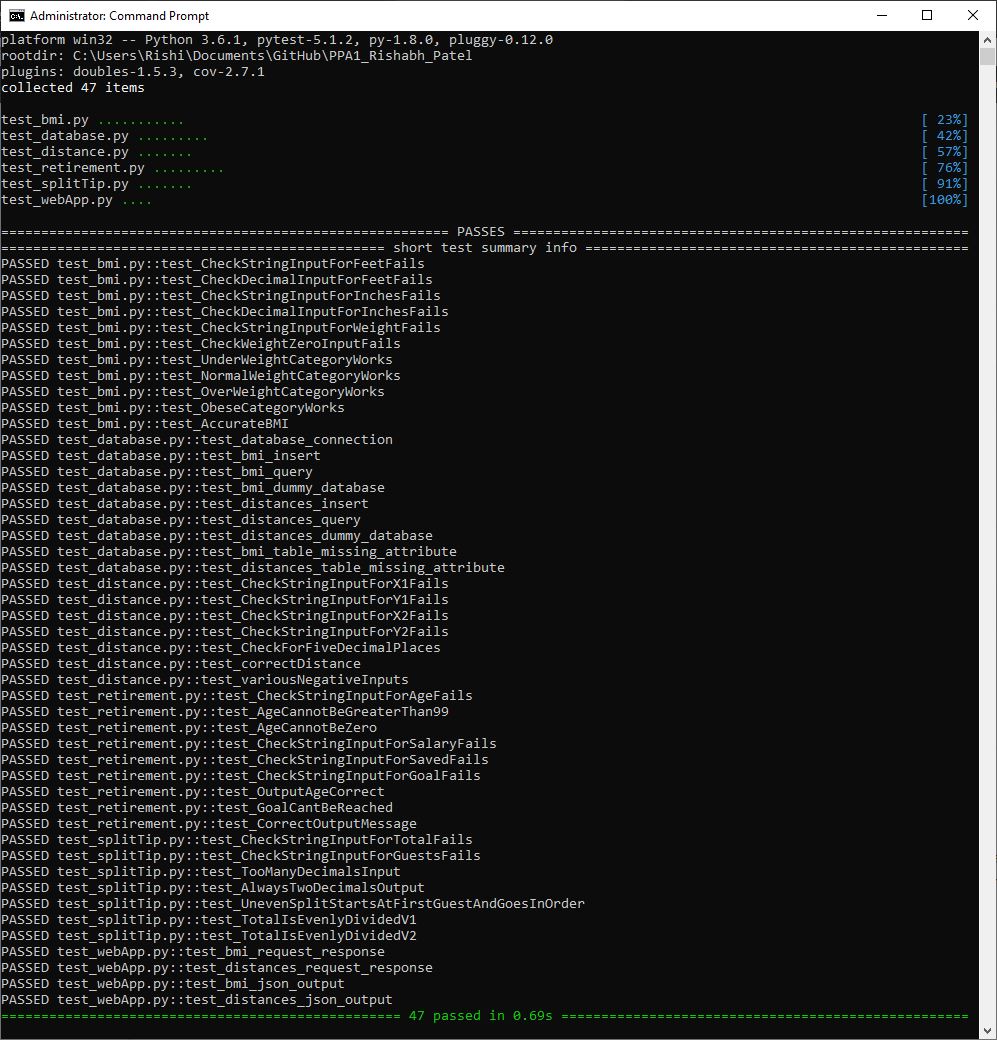 Administrator: Command Prompt
platform win32 -- Python 3.6.1, pytest-5.1.2, py-1.8.0, pluggy-0.12.0
rootdir: C:\Users\Rishi\Documents\GitHub\PPA1_Rishabh_Patel
plugins: doubles-1.5.3, cov-2.7.1
collected 47 items
test_bmi.py ........... [ 23%]
test_database.py ......... [ 42%]
test_distance.py ....... [ 57%]
test_retirement.py ......... [ 76%]
test_splitTip.py ....... [ 91%]
test_webApp.py .... [100%]
======================================================== PASSES =========================================================
================================================ short test summary info ================================================
PASSED test_bmi.py::test_CheckStringInputForFeetFails
PASSED test_bmi.py::test_CheckDecimalInputForFeetFails
PASSED test_bmi.py::test_CheckStringInputForInchesFails
PASSED test_bmi.py::test_CheckDecimalInputForInchesFails
PASSED test_bmi.py::test_CheckStringInputForWeightFails
PASSED test_bmi.py::test_CheckWeightZeroInputFails
PASSED test_bmi.py::test_UnderWeightCategoryWorks
PASSED test_bmi.py::test_NormalWeightCategoryWorks
PASSED test_bmi.py::test_OverWeightCategoryWorks
PASSED test_bmi.py::test_ObeseCategoryWorks
PASSED test_bmi.py::test_AccurateBMI
PASSED test_database.py::test_database_connection
PASSED test_database.py::test_bmi_insert
PASSED test_database.py::test_bmi_query
PASSED test_database.py::test_bmi_dummy_database
PASSED test_database.py::test_distances_insert
PASSED test_database.py::test_distances_query
PASSED test_database.py::test_distances_dummy_database
PASSED test_database.py::test_bmi_table_missing_attribute
PASSED test_database.py::test_distances_table_missing_attribute
PASSED test_distance.py::test_CheckStringInputForX1Fails
PASSED test_distance.py::test_CheckStringInputForY1Fails
PASSED test_distance.py::test_CheckStringInputForX2Fails
PASSED test_distance.py::test_CheckStringInputForY2Fails
PASSED test_distance.py::test_CheckForFiveDecimalPlaces
PASSED test_distance.py::test_correctDistance
PASSED test_distance.py::test_variousNegativeInputs
PASSED test_retirement.py::test_CheckStringInputForAgeFails
PASSED test_retirement.py::test_AgeCannotBeGreaterThan99
PASSED test_retirement.py::test_AgeCannotBeZero
PASSED test_retirement.py::test_CheckStringInputForSalaryFails
PASSED test_retirement.py::test_CheckStringInputForSavedFails
PASSED test_retirement.py::test_CheckStringInputForGoalFails
PASSED test_retirement.py::test_OutputAgeCorrect
PASSED test_retirement.py::test_GoalCantBeReached
PASSED test_retirement.py::test_CorrectOutputMessage
PASSED test_splitTip.py::test_CheckStringInputForTotalFails
PASSED test_splitTip.py::test_CheckStringInputForGuestsFails
PASSED test_splitTip.py::test_TooManyDecimalsInput
PASSED test_splitTip.py::test_AlwaysTwoDecimalsOutput
PASSED test_splitTip.py::test_UnevenSplitStartsAtFirstGuestAndGoesInOrder
PASSED test_splitTip.py::test_TotalIsEvenlyDividedV1
PASSED test_splitTip.py::test_TotalIsEvenlyDividedV2
PASSED test_webApp.py::test_bmi_request_response
PASSED test_webApp.py::test_distances_request_response
PASSED test_webApp.py::test_bmi_json_output
PASSED test_webApp.py::test_distances_json_output
================================================== 47 passed in 0.69s ===================================================